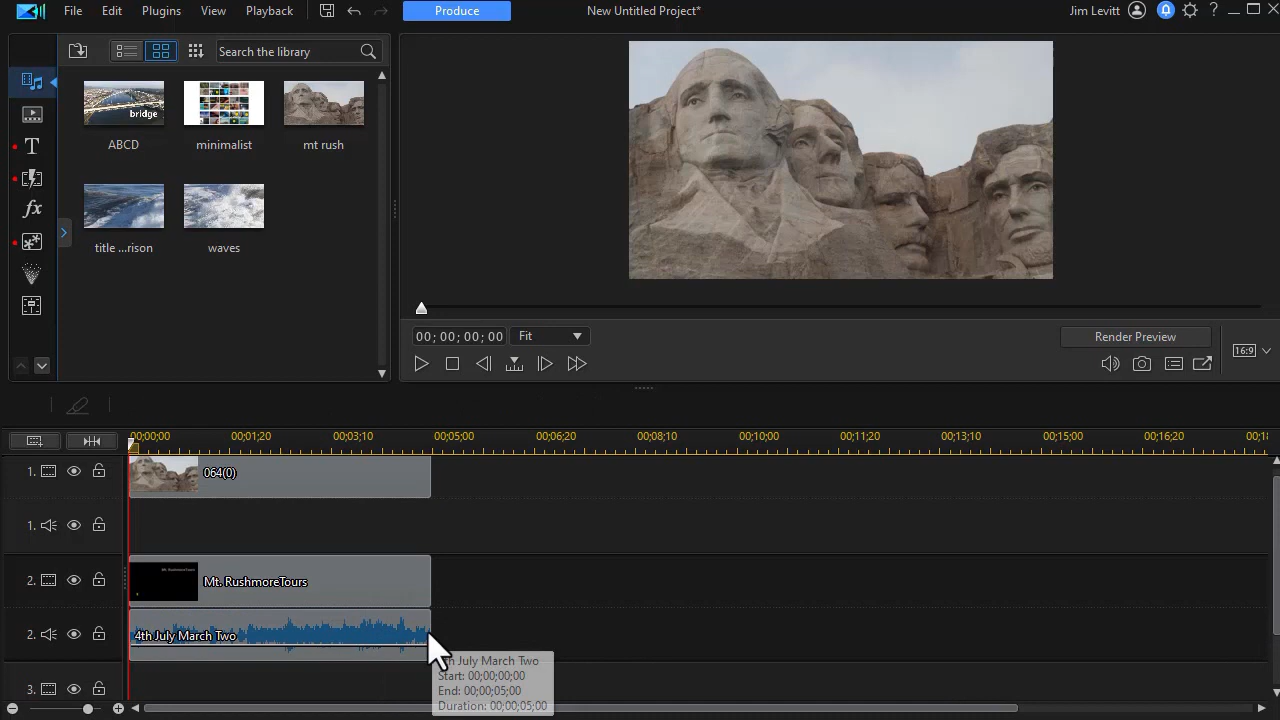 File Edit Plugins View Playback Produce New Untitled Project* Jim Levitt ?
Search the library
bridge
ABCD minimalist mt rush
T
title ...rison waves
fx
00; 00; 00; 00 Fit Render Preview
16:9
00;00;00 00;01;20 00;03;10 00;05;00 00;06;20 00;08;10 00;10;00 00;11;20 00;13;10 00;15;00 00;16;20 00;18
1. 064(0)
1.
2. Mt. RushmoreTours
2. 4th July March Two
h July March Two
Start: 00;00;00;00
End: 00;00;05;00
Duration: 00;00;05;00
3.